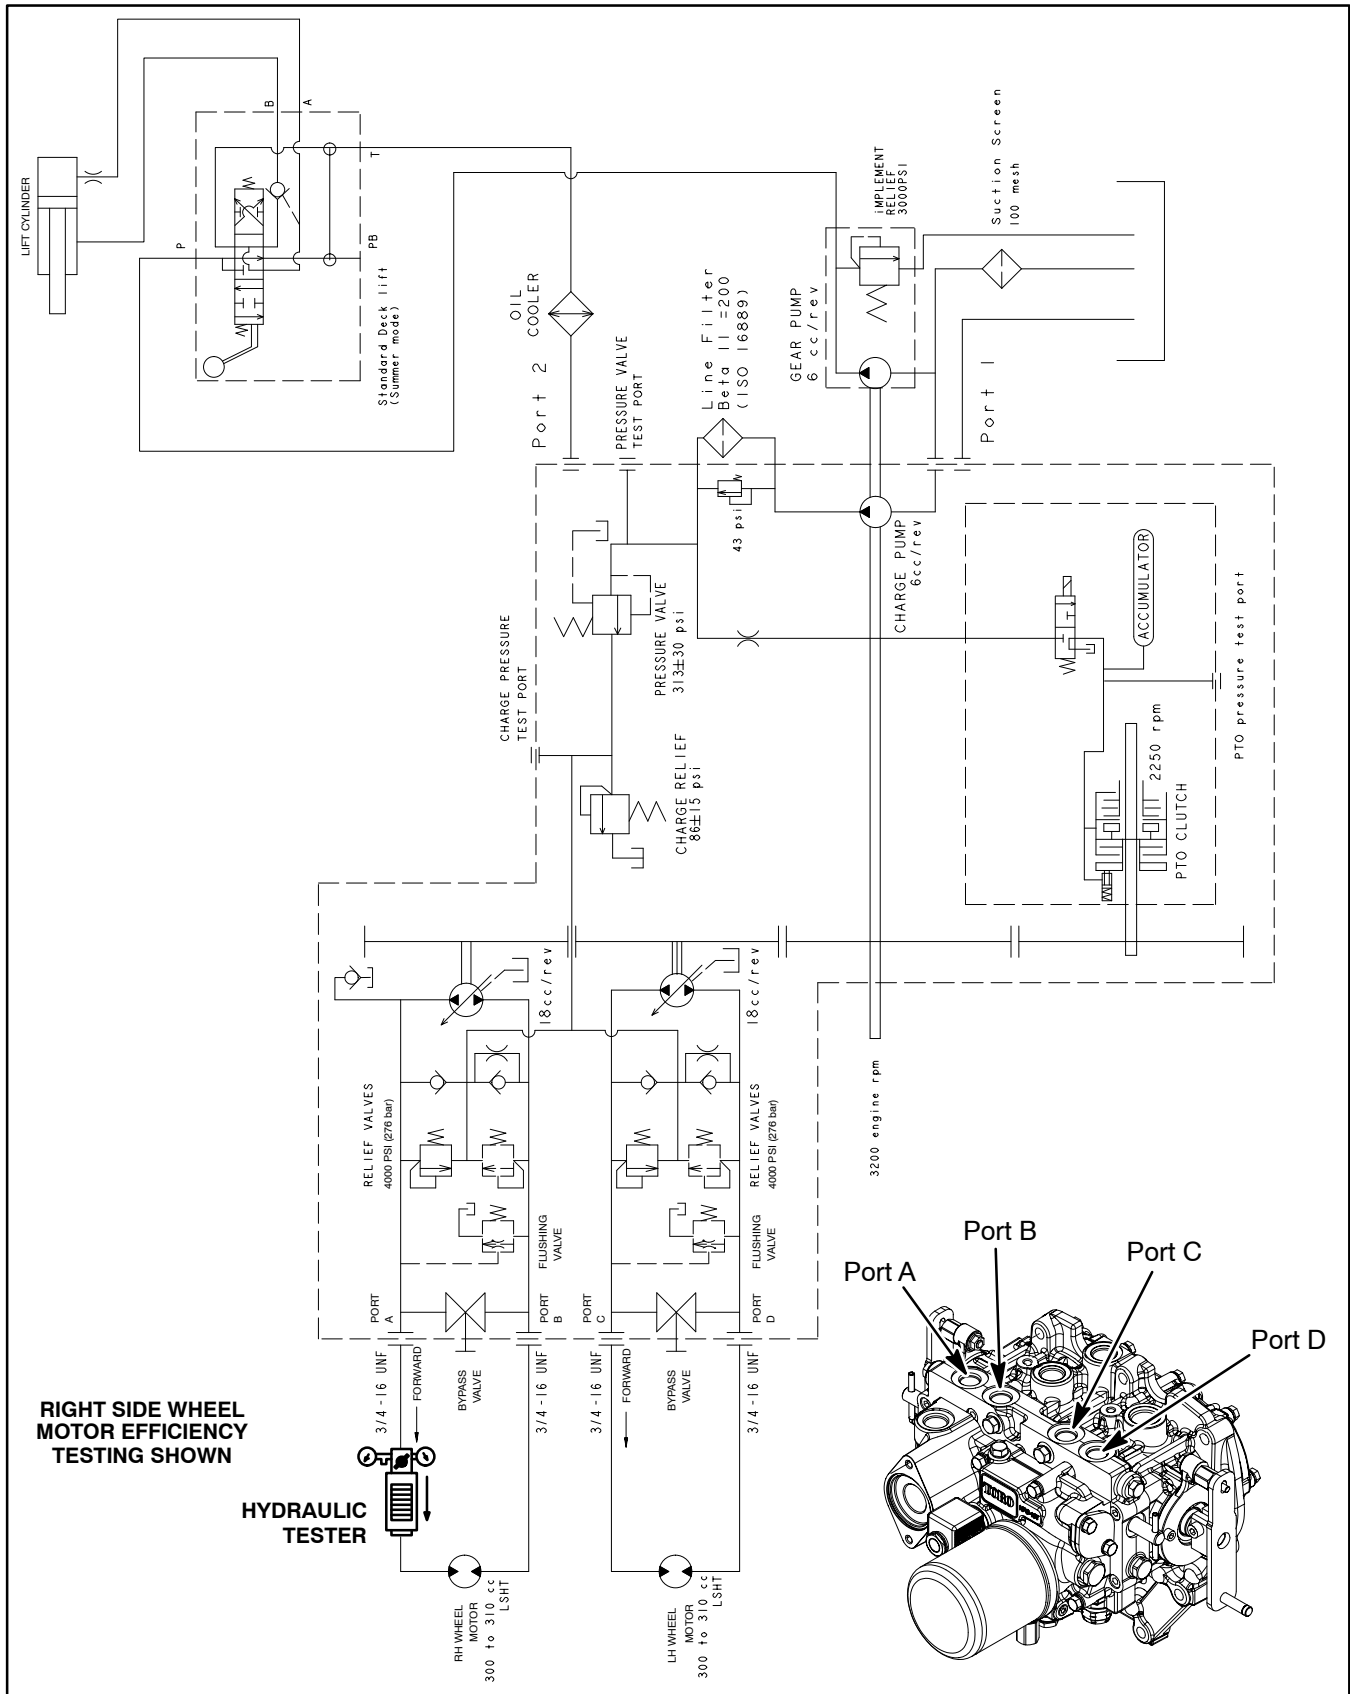 LIFT CYLINDER
B
A
P
T
PB
Standard Deck lift
(Summer mode)
OIL
COOLER
Port 2
PRESSURE VALVE
TEST PORT
Line Filter
Beta 11 =200
(ISO 16889)
iMPLEMENT
RELIEF
3000PSI
Suction Screen
100 mesh
GEAR PUMP
6 cc/rev
Port 1
43 psi
CHARGE PUMP
6cc/rev
ACCUMULATOR
PTO pressure test port
2250 rpm
PTO CLUTCH
CHARGE PRESSURE
TEST PORT
PRESSURE VALVE
313±30 psi
CHARGE RELIEF
86±15 psi
18cc/rev
18cc/rev
RELIEF VALVES
4000 PSI (276 bar)
RELIEF VALVES
4000 PSI (276 bar)
3200 engine rpm
FLUSHING
VALVE
FLUSHING
VALVE
PORT
A
PORT
B
PORT
C
PORT
D
3/4-16 UNF
FORWARD
BYPASS
VALVE
3/4-16 UNF
3/4-16 UNF
FORWARD
BYPASS
VALVE
3/4-16 UNF
RIGHT SIDE WHEEL
MOTOR EFFICIENCY
TESTING SHOWN
HYDRAULIC
TESTER
RH WHEEL
MOTOR
300 to 310 cc
LSHT
LH WHEEL
MOTOR
300 to 310 cc
LSHT
Port A
Port B
Port C
Port D
TORO